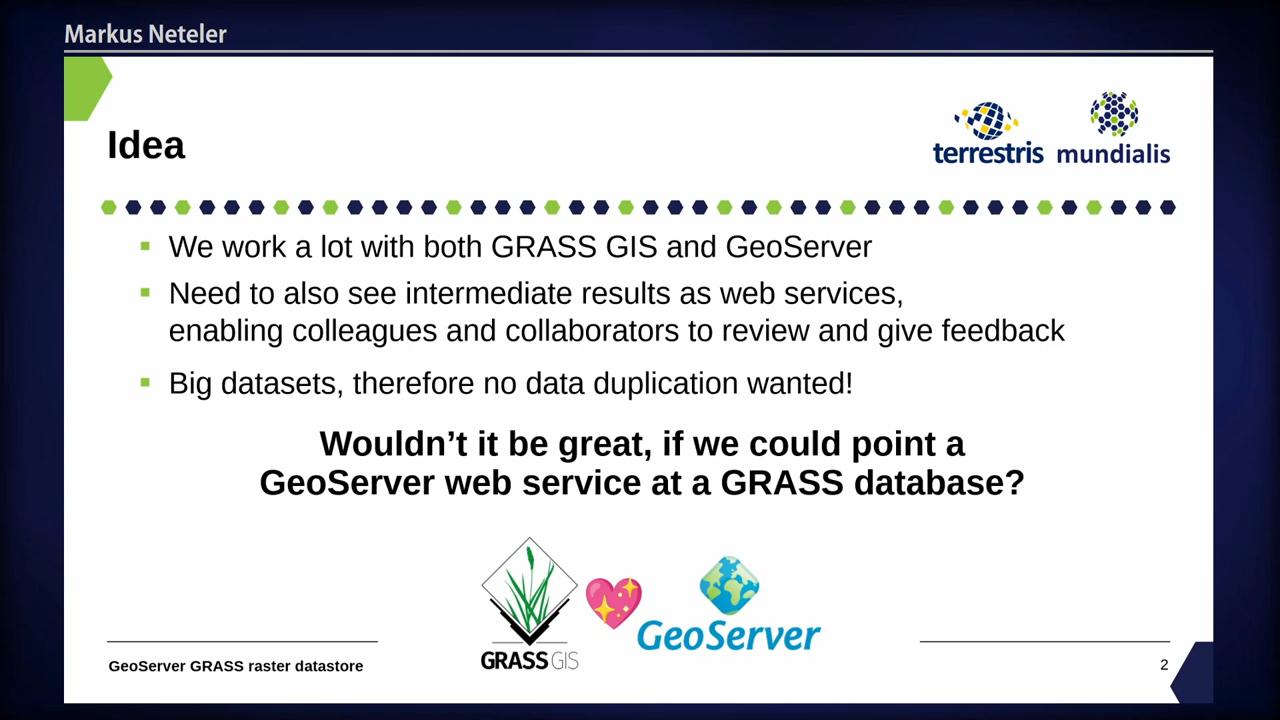 Markus Neteler
Idea
terrestris
mundialis
We work a lot with both GRASS GIS and GeoServer
Need to also see intermediate results as web services,
enabling colleagues and collaborators to review and give feedback
Big datasets, therefore no data duplication wanted!
Wouldn’t it be great, if we could point a
GeoServer web service at a GRASS database?
GRASS GIS
GeoServer
GeoServer GRASS raster datastore
2